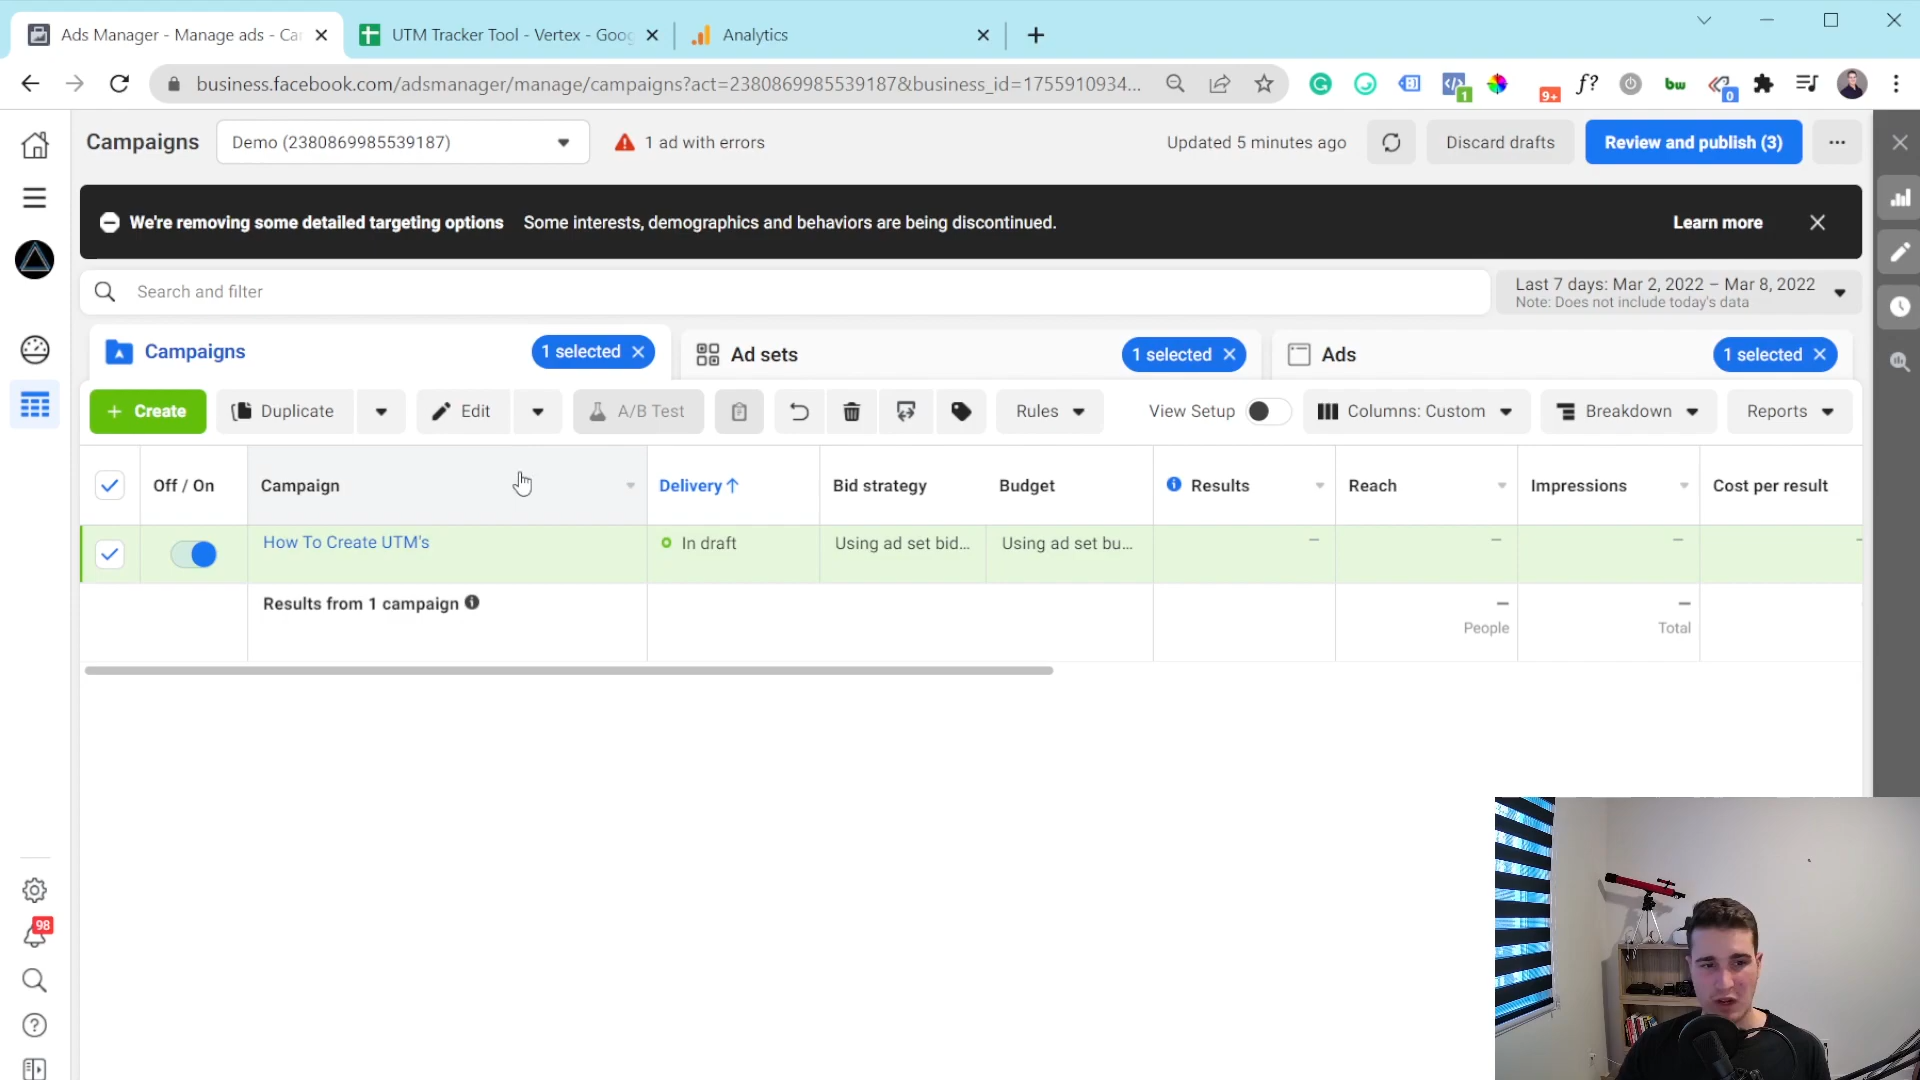 Ads Manager - Manage ads - Car
UTM Tracker Tool - Vertex - Goog
Analytics
business.facebook.com/adsmanager/manage/campaigns?act=2380869985539187&business_id=1755910934...
1
9+
f?
bw
0
Campaigns
Demo (2380869985539187)
1 ad with errors
Updated 5 minutes ago
Discard drafts
Review and publish (3)
We're removing some detailed targeting options Some interests, demographics and behaviors are being discontinued.
Learn more
Search and filter
Last 7 days: Mar 2, 2022 – Mar 8, 2022
Note: Does not include today's data
Campaigns
1 selected
Ad sets
1 selected
Ads
1 selected
+ Create
Duplicate
Edit
A/B Test
Rules
View Setup
Columns: Custom
Breakdown
Reports
Off / On
Campaign
Delivery ↑
Bid strategy
Budget
Results
Reach
Impressions
Cost per result
How To Create UTM's
In draft
Using ad set bid...
Using ad set bu...
–
–
–
–
Results from 1 campaign
–
–
People
Total
98